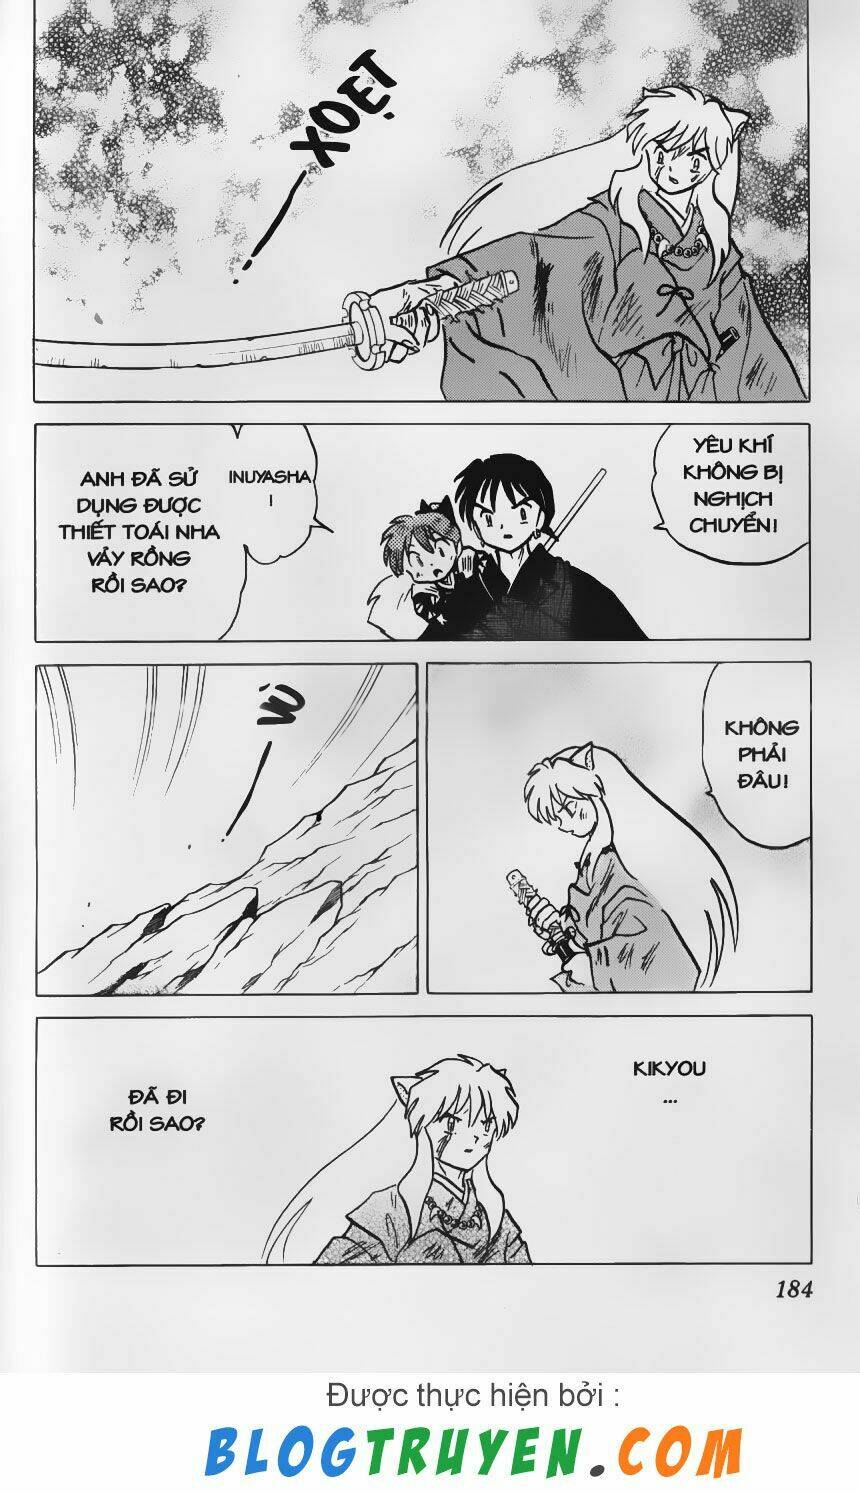 XOẸT
YÊU KHÍ
KHÔNG BỊ
NGHỊCH
CHUYỂN!
INUYASHA
!
ANH ĐÃ SỬ
DỤNG ĐƯỢC
THIẾT TOÁI NHA
VẢY RỒNG
RỒI SAO?
KHÔNG
PHẢI
ĐÂU!
VÙ
KIKYOU
...
ĐÃ ĐI
RỒI SAO?
184
Được thực hiện bởi :
BLOGTRUYEN.COM